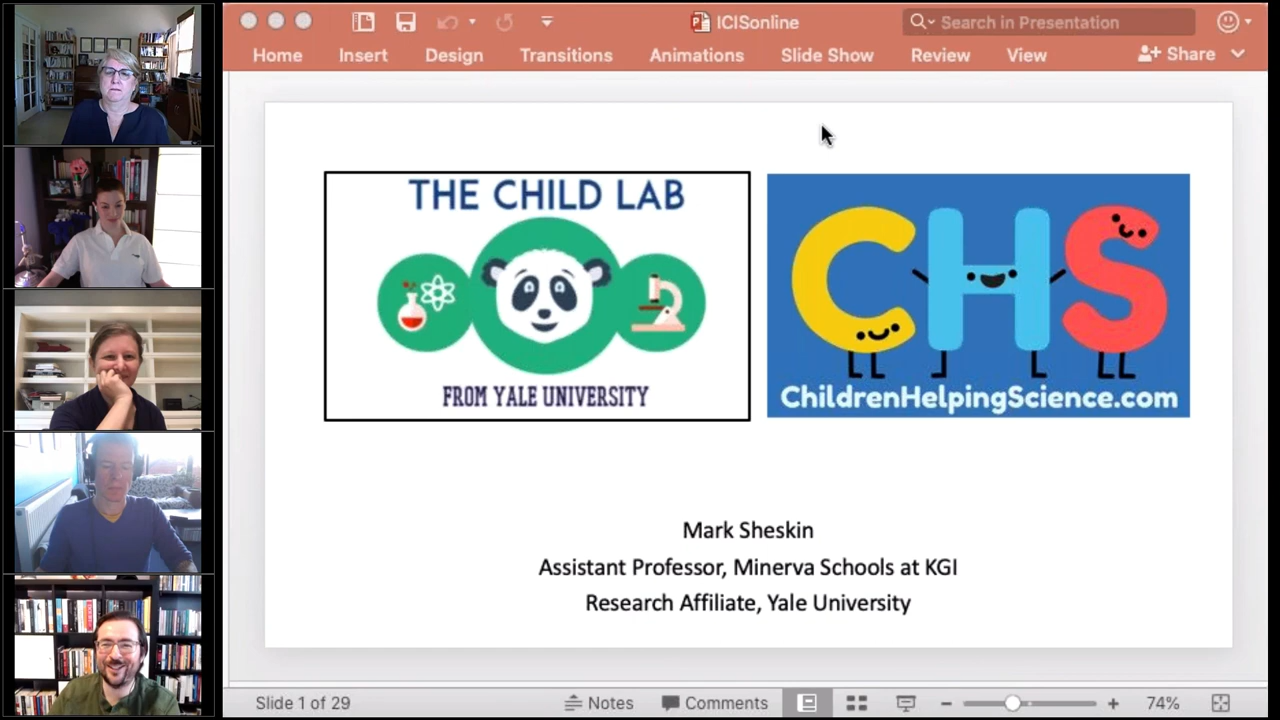 ICISonline
Search in Presentation
Home Insert Design Transitions Animations Slide Show Review View Share
THE CHILD LAB
FROM YALE UNIVERSITY
CHS
ChildrenHelpingScience.com
Mark Sheskin
Assistant Professor, Minerva Schools at KGI
Research Affiliate, Yale University
Slide 1 of 29 Notes Comments 74%